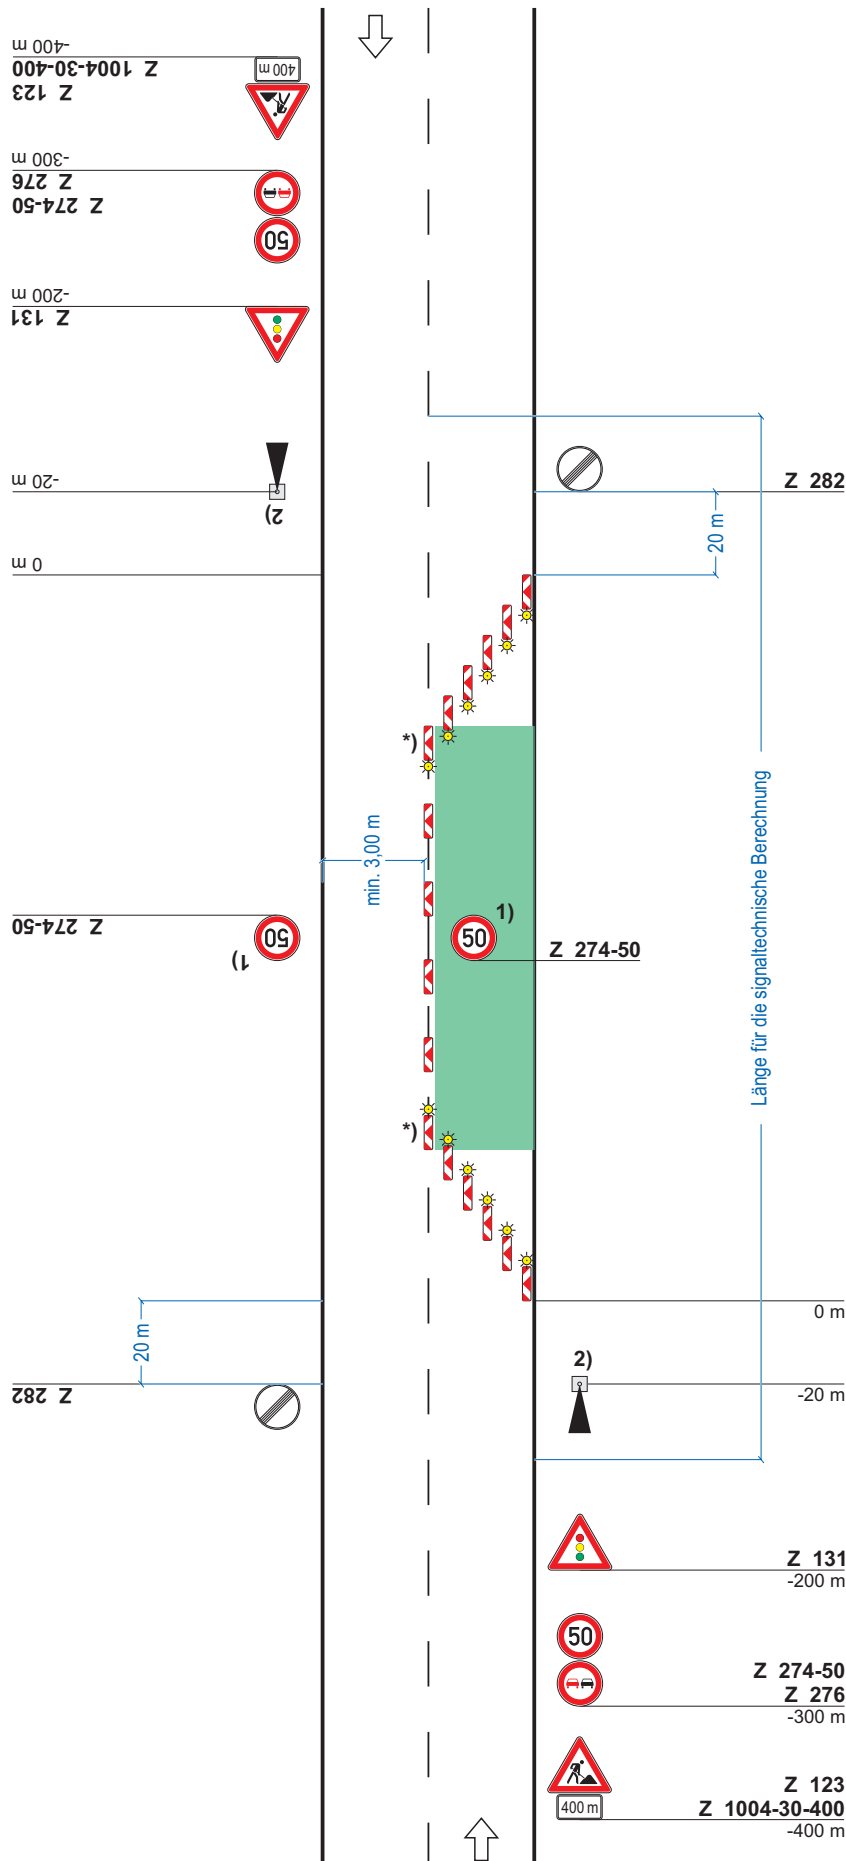 -400 m
Z 1004-30-400
400 m
Z 123
-300 m
Z 276
Z 274-50
50
-200 m
Z 131
-20 m
2)
Z 282
20 m
0 m
*)
min. 3,00 m
Länge für die signaltechnische Berechnung
Z 274-50
50
1)
50
1)
Z 274-50
*)
0 m
20 m
2)
-20 m
Z 282
Z 131
-200 m
50
Z 274-50
Z 276
-300 m
Z 123
400 m
Z 1004-30-400
-400 m